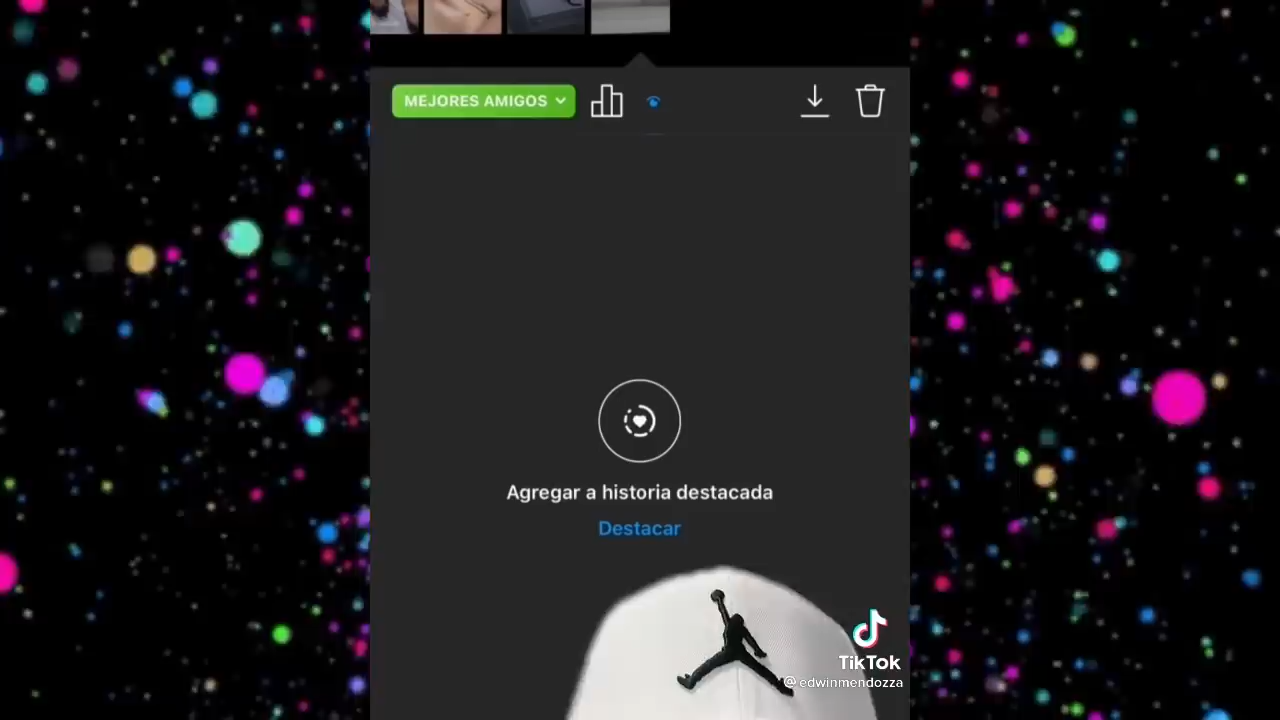 MEJORES AMIGOS
Agregar a historia destacada
Destacar
TikTok
@edwinmendozza